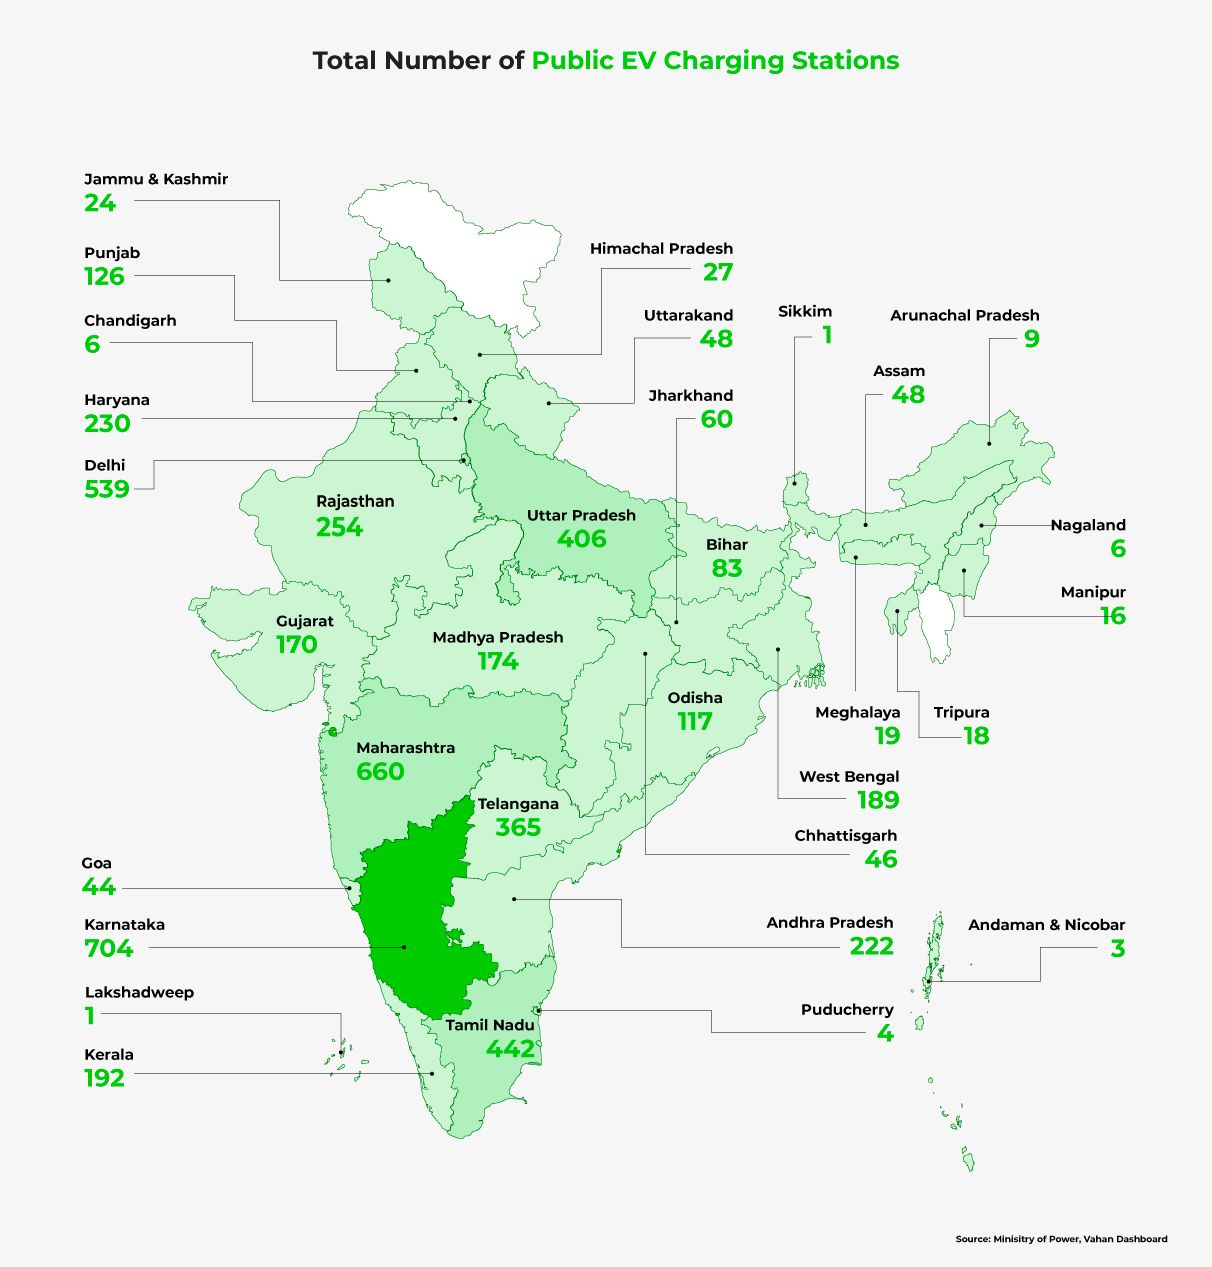 Total Number of Public EV Charging Stations
Jammu & Kashmir
24
Punjab
126
Chandigarh
6
Haryana
230
Delhi
539
Himachal Pradesh
27
Uttarakand
48
Jharkhand
60
Sikkim
1
Arunachal Pradesh
9
Assam
48
Rajasthan
254
Uttar Pradesh
406
Bihar
83
Nagaland
6
Manipur
16
Gujarat
170
Madhya Pradesh
174
Odisha
117
Meghalaya
19
Tripura
18
Maharashtra
660
West Bengal
189
Telangana
365
Chhattisgarh
46
Goa
44
Karnataka
704
Andhra Pradesh
222
Andaman & Nicobar
3
Lakshadweep
1
Puducherry
4
Tamil Nadu
442
Kerala
192
Source: Minisitry of Power, Vahan Dashboard